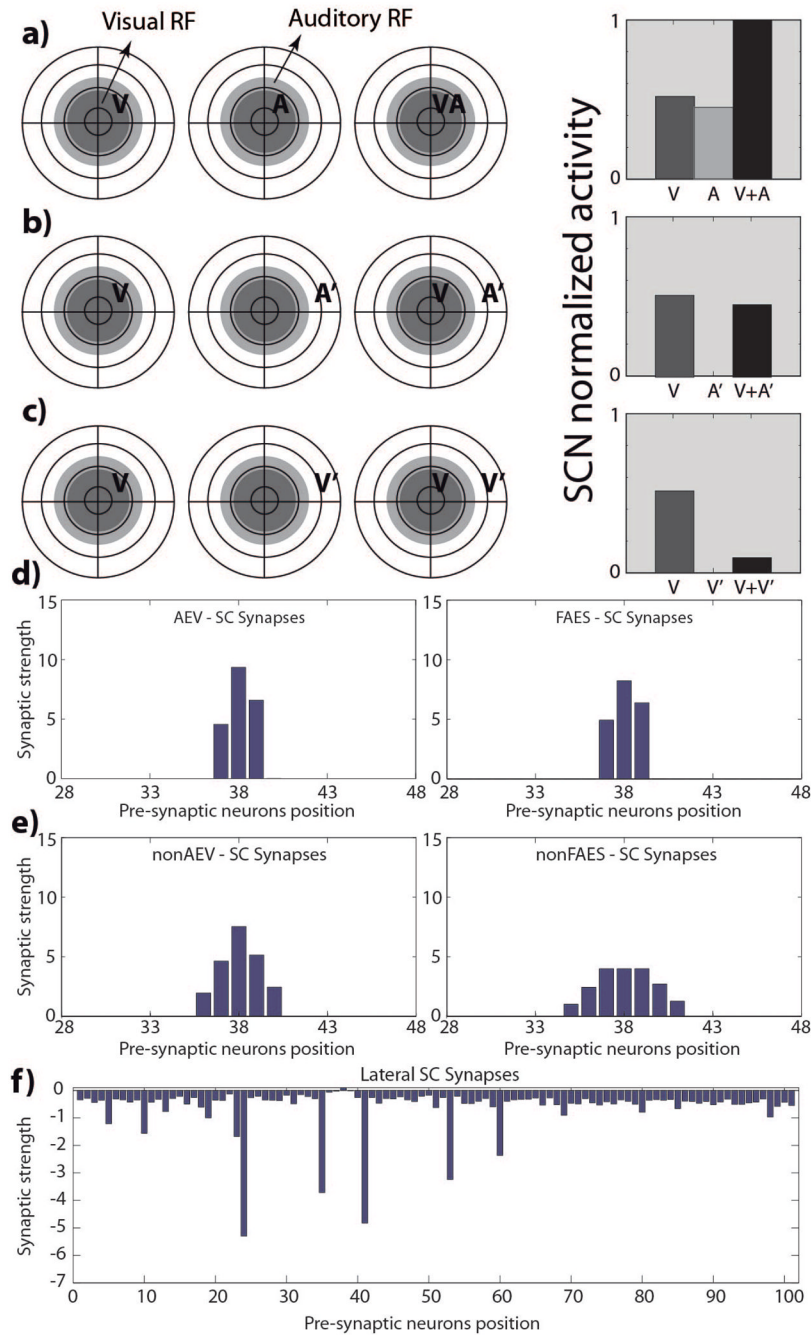 Visual RF
Auditory RF
a)
V
A
VA
1
0
V A V+A
b)
V
A'
V A'
1
0
V A' V+A'
c)
V
V'
V V'
1
0
V V' V+V'
SCN normalized activity
d)
AEV - SC Synapses
Synaptic strength
15
10
5
0
28 33 38 43 48
Pre-synaptic neurons position
FAES - SC Synapses
15
10
5
0
28 33 38 43 48
Pre-synaptic neurons position
e)
nonAEV - SC Synapses
Synaptic strength
15
10
5
0
28 33 38 43 48
Pre-synaptic neurons position
nonFAES - SC Synapses
15
10
5
0
28 33 38 43 48
Pre-synaptic neurons position
f)
Lateral SC Synapses
Synaptic strength
0
-1
-2
-3
-4
-5
-6
-7
0 10 20 30 40 50 60 70 80 90 100
Pre-synaptic neurons position